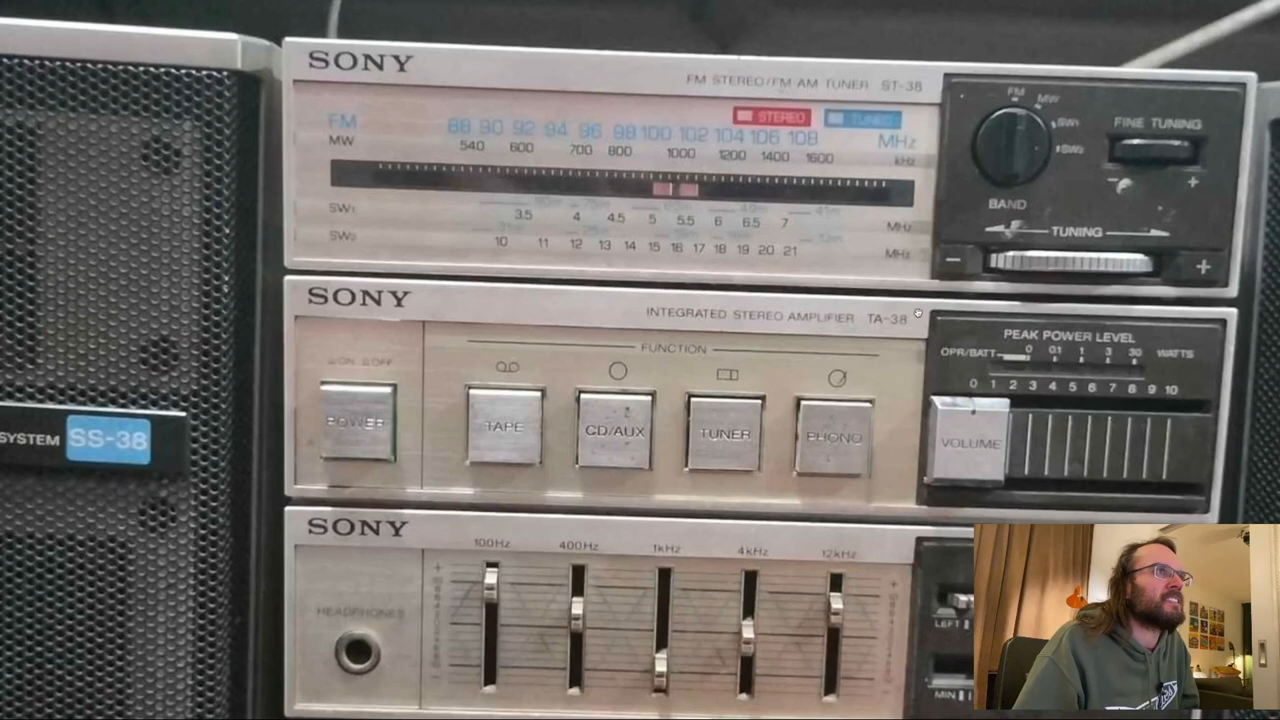 SONY
FM STEREO/FM AM TUNER ST-38
STEREO
TUNED
FM 88 90 92 94 96 98 100 102 104 106 108 MHz
MW 540 600 700 800 1000 1200 1400 1600 kHz
SW1 3.5 4 4.5 5 5.5 6 6.5 7 MHz
SW2 10 11 12 13 14 15 16 17 18 19 20 21 MHz
FM MW
SW1
SW2
BAND
FINE TUNING
− +
TUNING
− +
SONY
INTEGRATED STEREO AMPLIFIER TA-38
ON OFF
POWER
FUNCTION
TAPE CD/AUX TUNER PHONO
PEAK POWER LEVEL
OPR/BATT 0 0.1 1 3 30 WATTS
0 1 2 3 4 5 6 7 8 9 10
VOLUME
SYSTEM SS-38
SONY
HEADPHONES
100Hz 400Hz 1kHz 4kHz 12kHz
+ +
LEFT
MIN